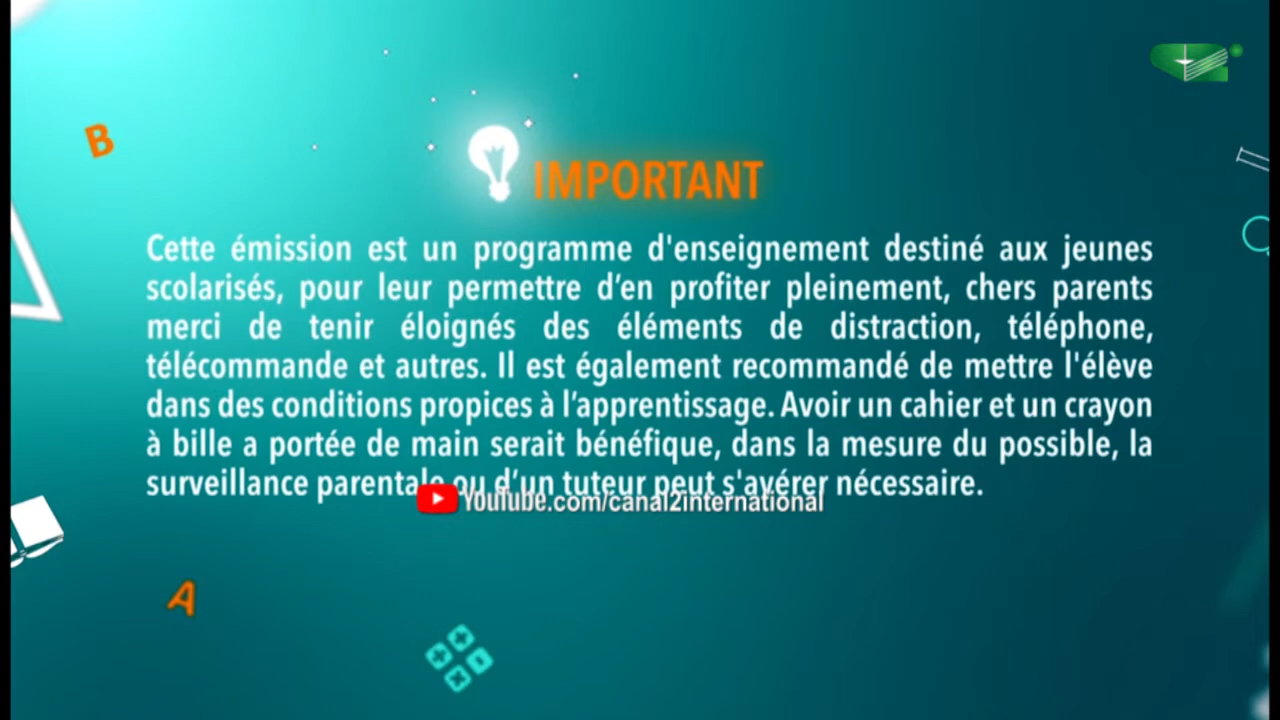 B
IMPORTANT
Cette émission est un programme d'enseignement destiné aux jeunes
scolarisés, pour leur permettre d’en profiter pleinement, chers parents
merci de tenir éloignés des éléments de distraction, téléphone,
télécommande et autres. Il est également recommandé de mettre l'élève
dans des conditions propices à l’apprentissage. Avoir un cahier et un crayon
à bille a portée de main serait bénéfique, dans la mesure du possible, la
surveillance parentale ou d’un tuteur peut s'avérer nécessaire.
YouTube.com/canal2international
A